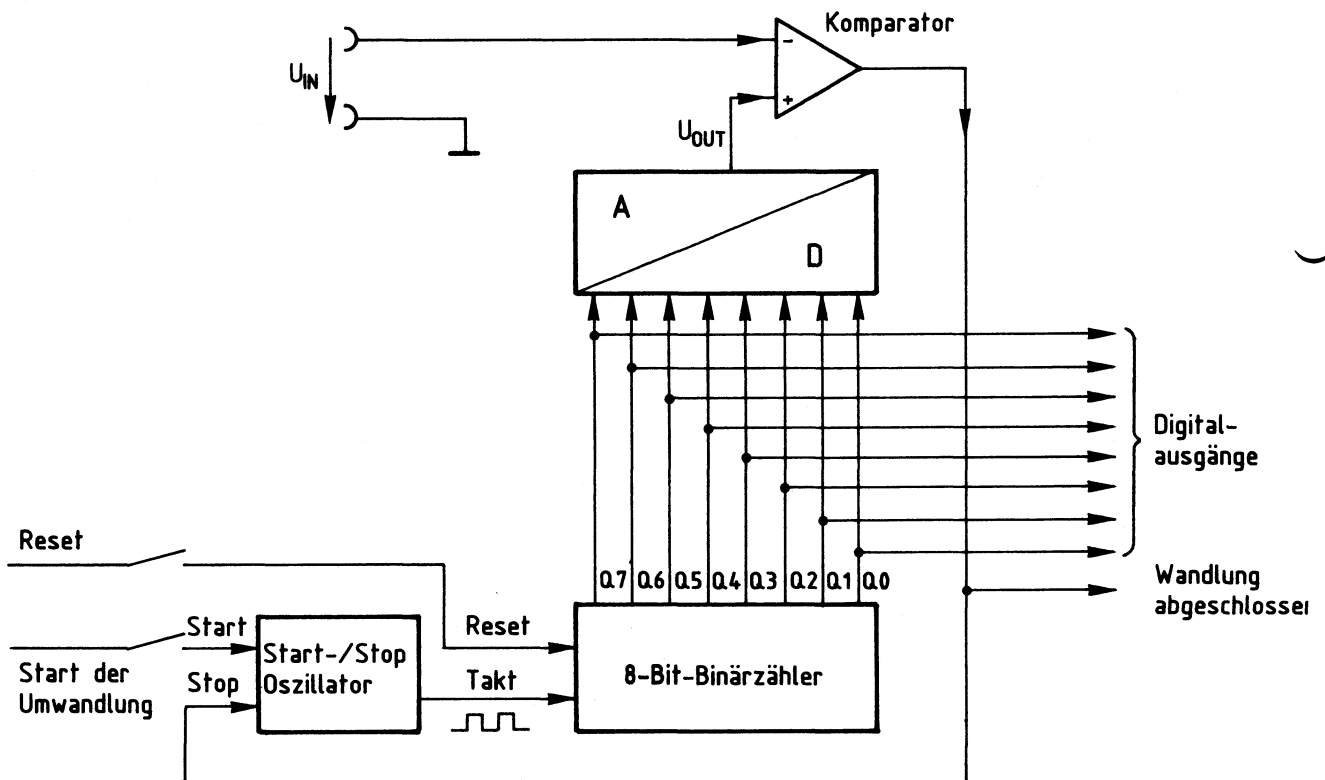 Komparator
-
U_IN
+
U_OUT
A
D
Digital-
ausgänge
Reset
Q7 Q6 Q5 Q4 Q3 Q2 Q1 Q0
Wandlung
abgeschlossen
Start
Reset
Start-/Stop
Oszillator
8-Bit-Binärzähler
Start der
Umwandlung
Stop
Takt